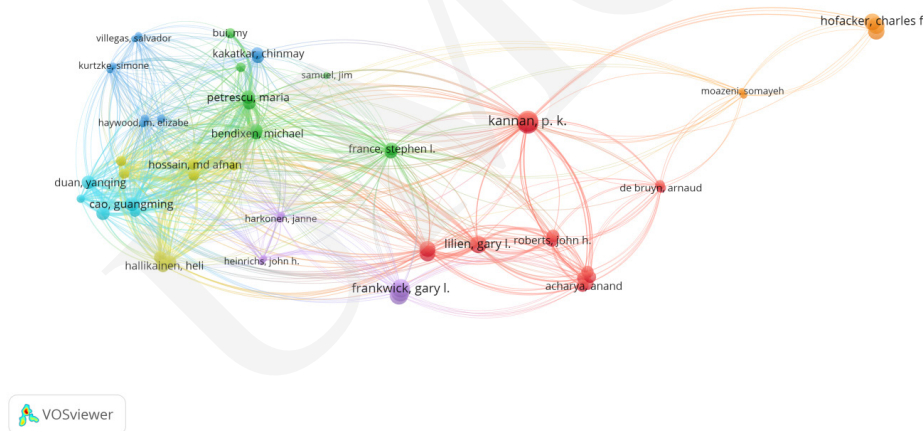 hofacker, charles f
villegas, salvador
bui, my
kakatkar, chinmay
kurtzke, simone
samuel, jim
moazeni, somayeh
petrescu, maria
haywood, m. elizabe
bendixen, michael
kannan, p. k.
france, stephen l.
hossain, md afnan
duan, yanqing
de bruyn, arnaud
cao, guangming
harkonen, janne
lilien, gary l.
roberts, john h.
hallikainen, heli
heinrichs, john h.
frankwick, gary l.
acharya, anand
VOSviewer